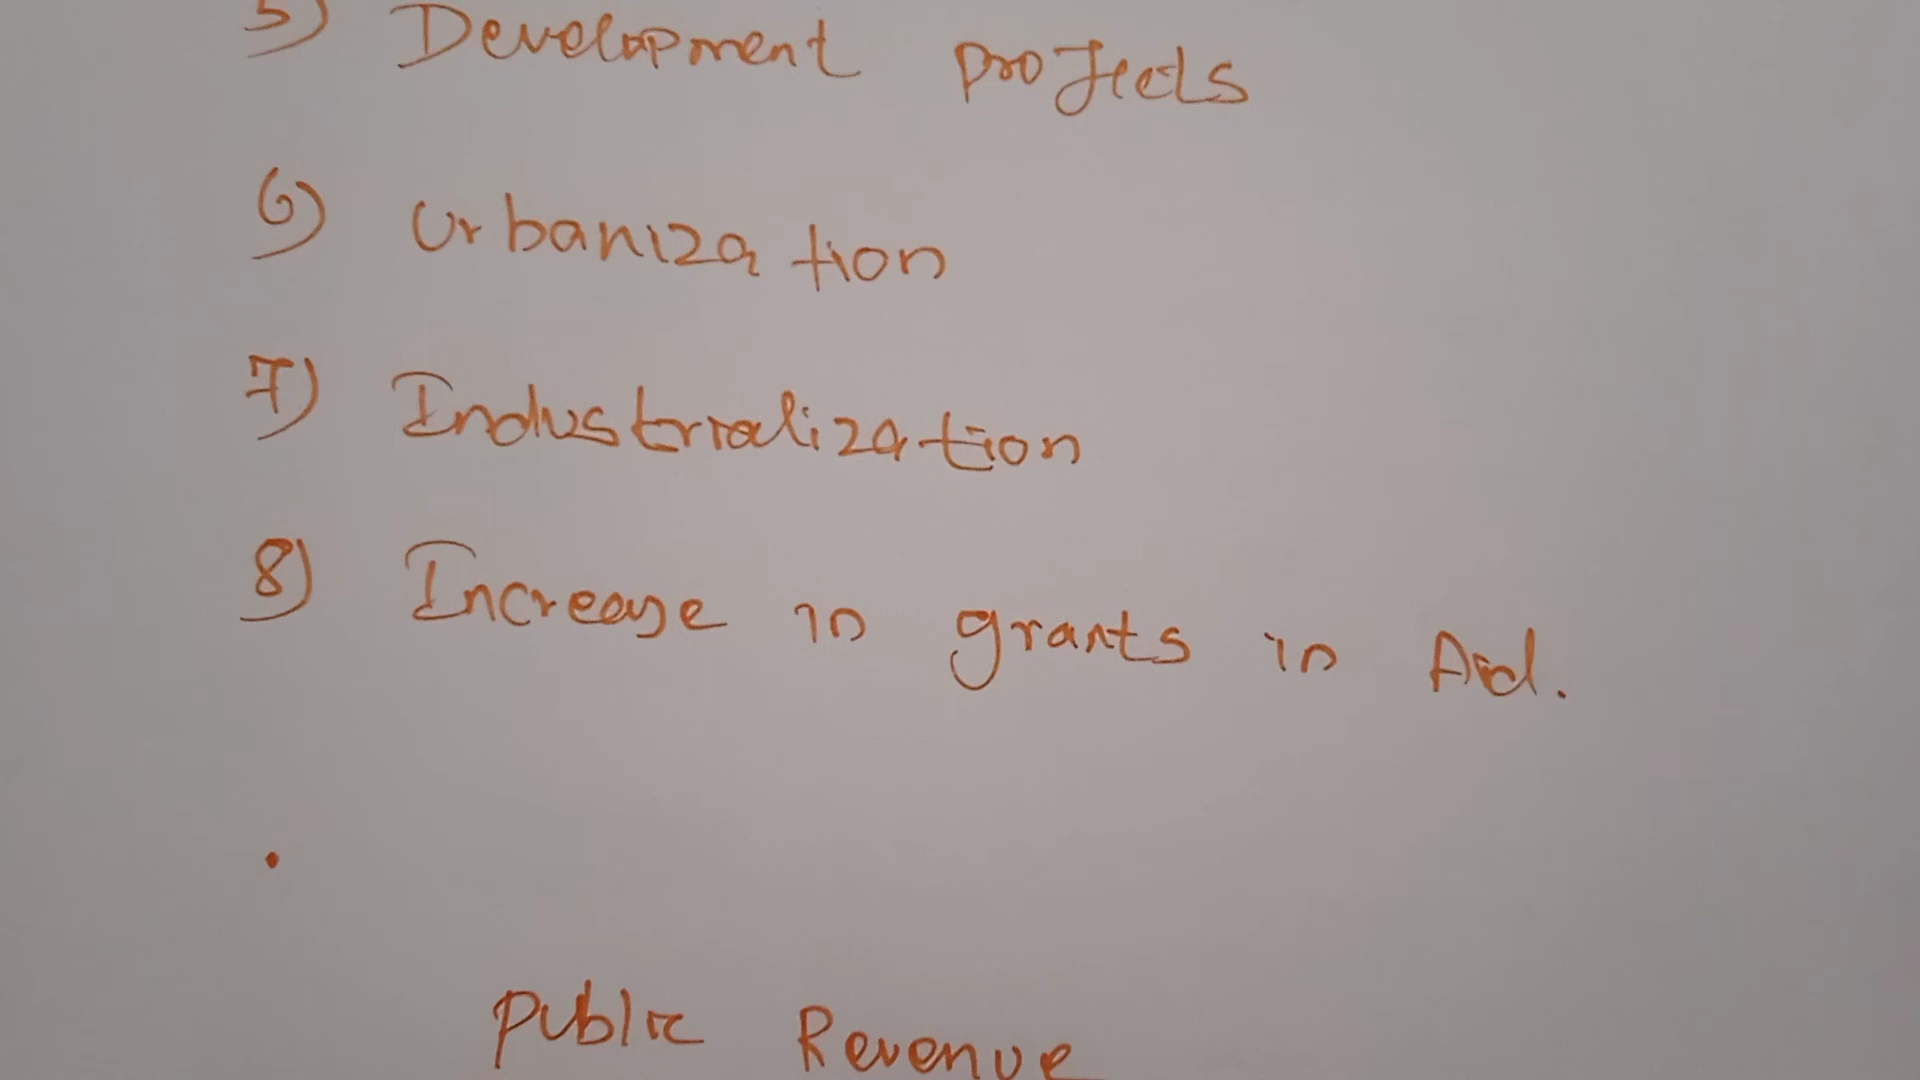 5) Development projects
6) Urbanization
7) Industrialization
8) Increase in grants in Aid.
Public Revenue